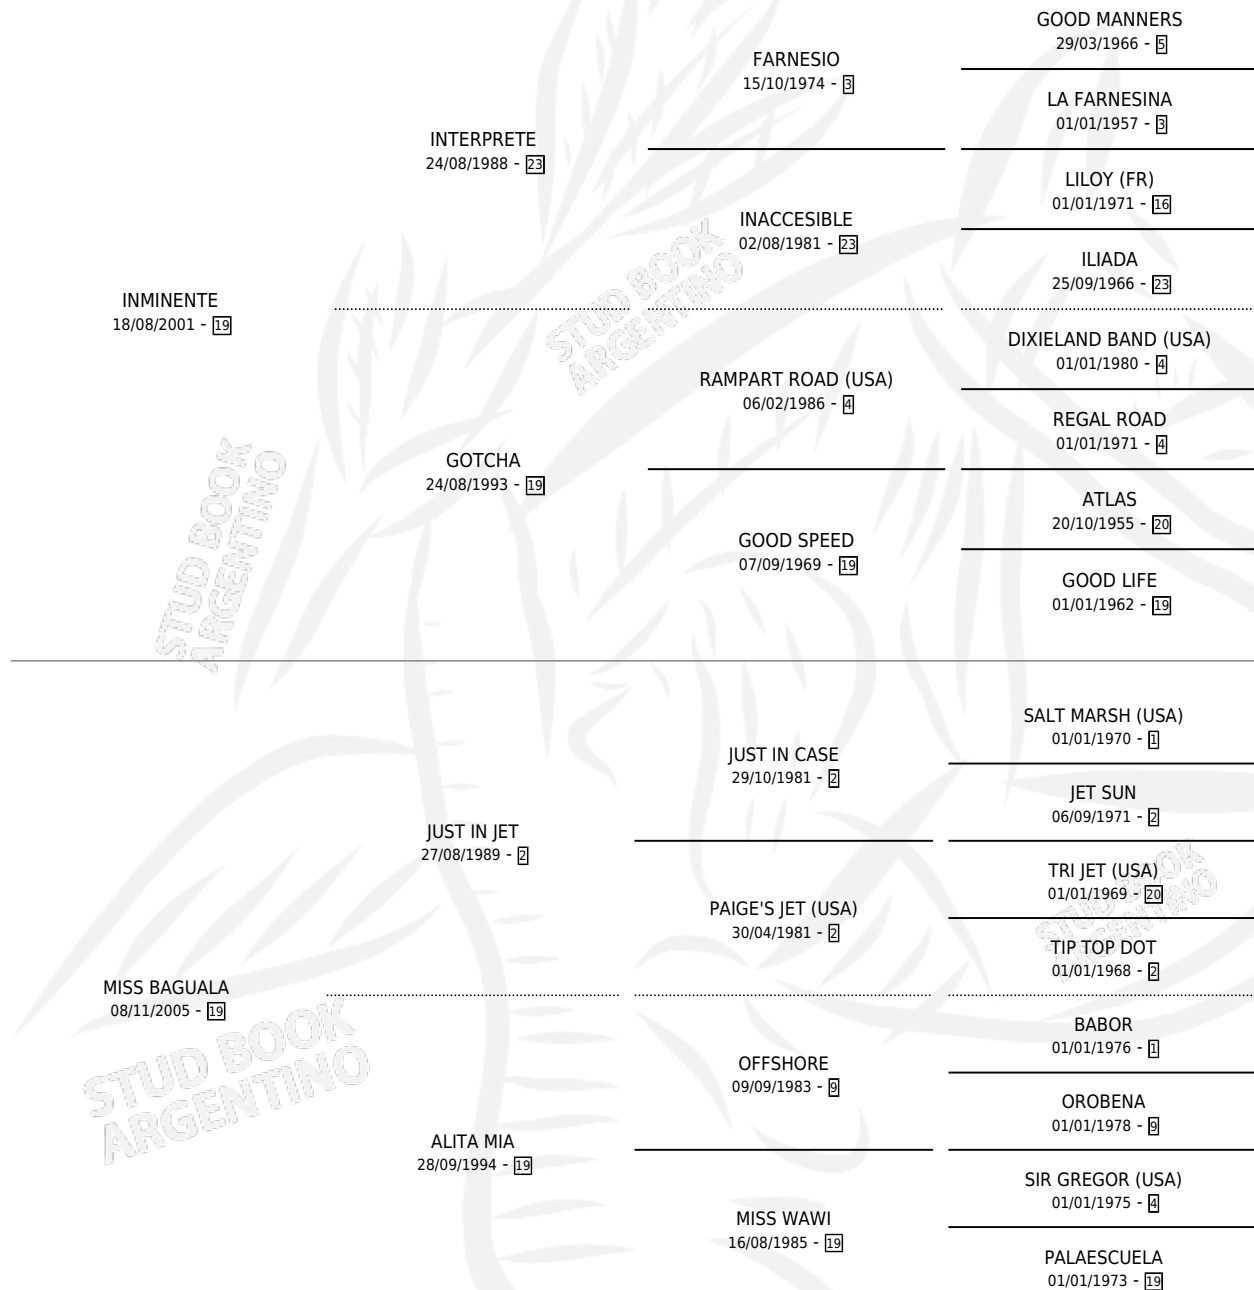 GOOD MANNERS
29/03/1966 - 5
FARNESIO
15/10/1974 - 3
LA FARNESINA
01/01/1957 - 3
INTERPRETE
24/08/1988 - 23
LILOY (FR)
01/01/1971 - 16
INACCESIBLE
02/08/1981 - 23
ILIADA
25/09/1966 - 23
INMINENTE
18/08/2001 - 19
DIXIELAND BAND (USA)
01/01/1980 - 4
RAMPART ROAD (USA)
06/02/1986 - 4
REGAL ROAD
01/01/1971 - 4
GOTCHA
24/08/1993 - 19
ATLAS
20/10/1955 - 20
GOOD SPEED
07/09/1969 - 19
GOOD LIFE
01/01/1962 - 19
STUD BOOK
ARGENTINO
STUD BOOK
ARGENTINO
SALT MARSH (USA)
01/01/1970 - 1
JUST IN CASE
29/10/1981 - 2
JET SUN
06/09/1971 - 2
JUST IN JET
27/08/1989 - 2
TRI JET (USA)
01/01/1969 - 20
PAIGE'S JET (USA)
30/04/1981 - 2
TIP TOP DOT
01/01/1968 - 2
MISS BAGUALA
08/11/2005 - 19
BABOR
01/01/1976 - 1
OFFSHORE
09/09/1983 - 9
OROBENA
01/01/1978 - 9
ALITA MIA
28/09/1994 - 19
SIR GREGOR (USA)
01/01/1975 - 4
MISS WAWI
16/08/1985 - 19
PALAESCUELA
01/01/1973 - 19
STUD BOOK
ARGENTINO
STUD BOOK
ARGENTINO